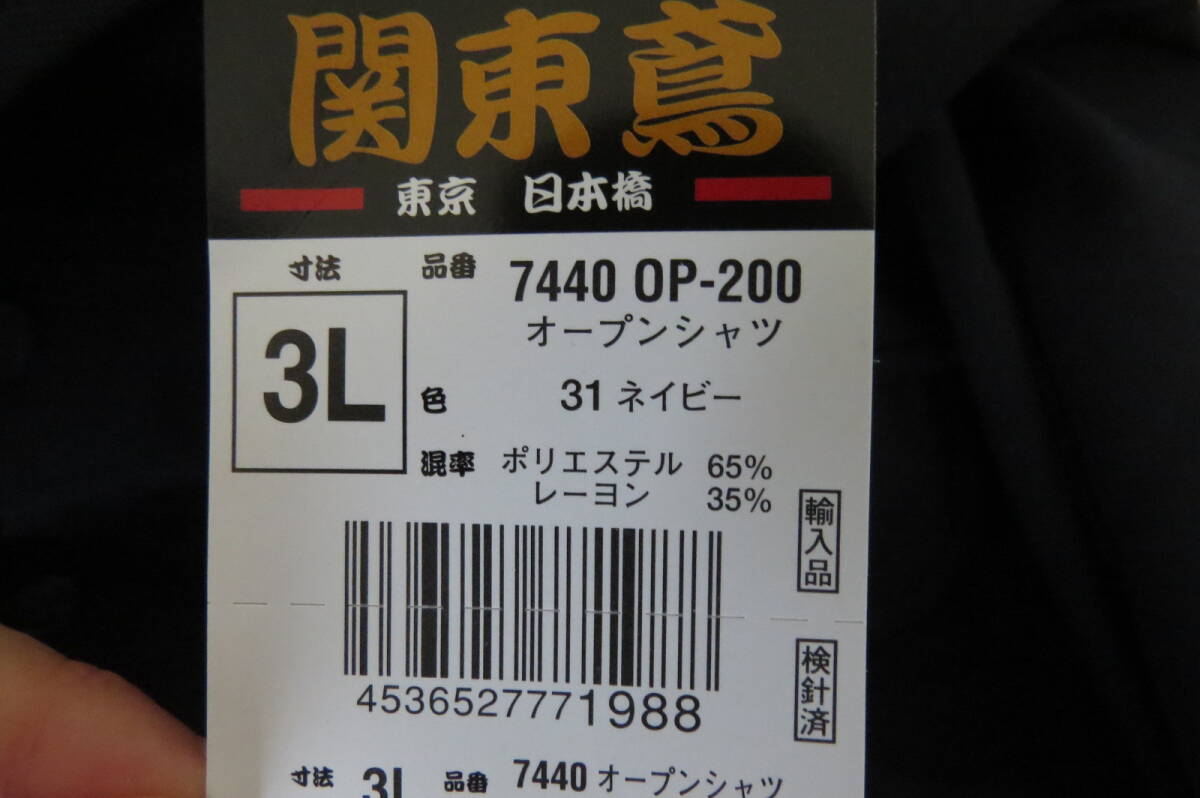 関東鳶
東京 日本橋
寸法 品番 7440 OP-200
オープンシャツ
3L
色 31 ネイビー
混率 ポリエステル 65%
レーヨン 35%
輸入品
4536527771988
検針済
寸法 3L 品番 7440 オープンシャツ